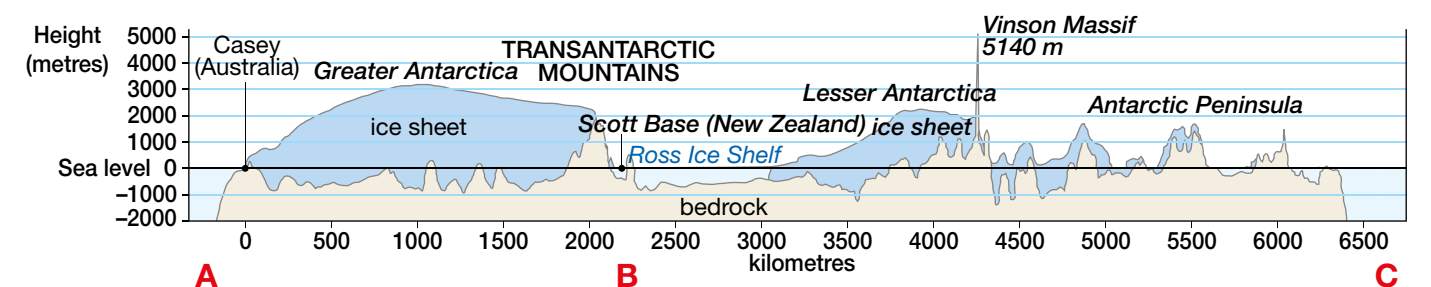 Height
(metres)
5000
4000
3000
2000
1000
Sea level 0
–1000
–2000
Casey
(Australia)
Greater Antarctica
ice sheet
TRANSANTARCTIC
MOUNTAINS
Scott Base (New Zealand)
Ross Ice Shelf
Lesser Antarctica
ice sheet
Vinson Massif
5140 m
Antarctic Peninsula
bedrock
0 500 1000 1500 2000 2500 3000 3500 4000 4500 5000 5500 6000 6500
kilometres
A B C